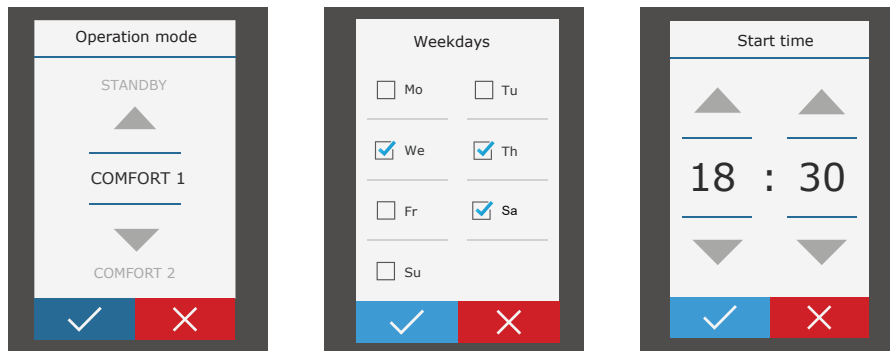 Operation mode
STANDBY
COMFORT 1
COMFORT 2
Weekdays
Mo Tu
We Th
Fr Sa
Su
Start time
18 : 30